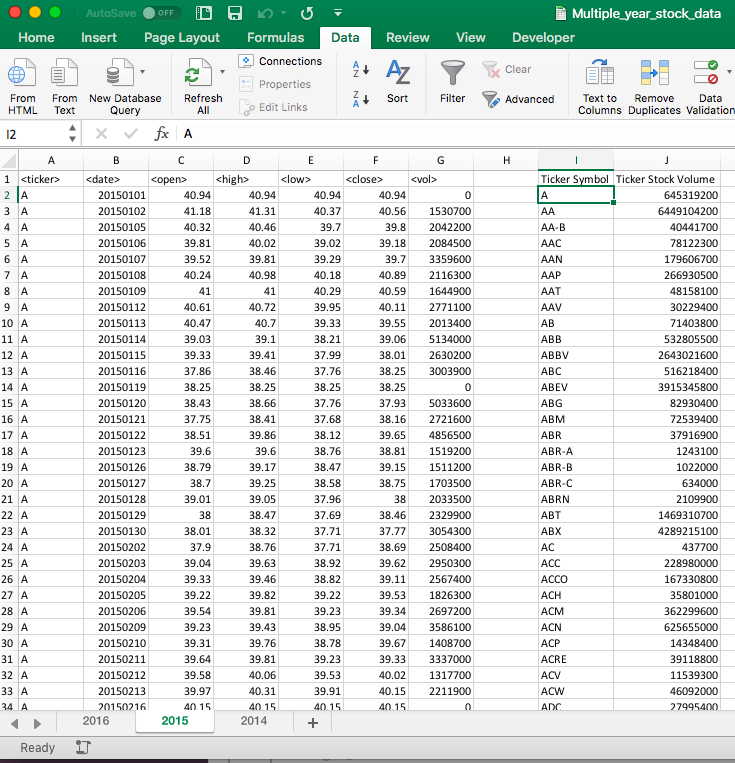 AutoSave OFF Multiple_year_stock_data
Home Insert Page Layout Formulas Data Review View Developer
From HTML
From Text
New Database Query
Refresh All
Connections
Properties
Edit Links
A Z
Z A
A Z
Sort
Filter
Clear
Advanced
Text to Columns
Remove Duplicates
Data Validation
I2 fx A
A B C D E F G H I J
1 <ticker> <date> <open> <high> <low> <close> <vol> Ticker Symbol Ticker Stock Volume
2 A 20150101 40.94 40.94 40.94 40.94 0 A 645319200
3 A 20150102 41.18 41.31 40.37 40.56 1530700 AA 6449104200
4 A 20150105 40.32 40.46 39.7 39.8 2042200 AA-B 40441700
5 A 20150106 39.81 40.02 39.02 39.18 2084500 AAC 78122300
6 A 20150107 39.52 39.81 39.29 39.7 3359600 AAN 179606700
7 A 20150108 40.24 40.98 40.18 40.89 2116300 AAP 266930500
8 A 20150109 41 41 40.29 40.59 1644900 AAT 48158100
9 A 20150112 40.61 40.72 39.95 40.11 2771100 AAV 30229400
10 A 20150113 40.47 40.7 39.33 39.55 2013400 AB 71403800
11 A 20150114 39.03 39.1 38.21 39.06 5134000 ABB 532805500
12 A 20150115 39.33 39.41 37.99 38.01 2630200 ABBV 2643021600
13 A 20150116 37.86 38.46 37.76 38.25 3003900 ABC 516218400
14 A 20150119 38.25 38.25 38.25 38.25 0 ABEV 3915345800
15 A 20150120 38.43 38.66 37.76 37.93 5033600 ABG 82930400
16 A 20150121 37.75 38.41 37.68 38.16 2721600 ABM 72539400
17 A 20150122 38.51 39.86 38.12 39.65 4856500 ABR 37916900
18 A 20150123 39.6 39.6 38.76 38.81 1519200 ABR-A 1243100
19 A 20150126 38.79 39.17 38.47 39.15 1511200 ABR-B 1022000
20 A 20150127 38.7 39.25 38.58 38.75 1703500 ABR-C 634000
21 A 20150128 39.01 39.05 37.96 38 2033500 ABRN 2109900
22 A 20150129 38 38.47 37.69 38.46 2329900 ABT 1469310700
23 A 20150130 38.01 38.32 37.71 37.77 3054300 ABX 4289215100
24 A 20150202 37.9 38.76 37.71 38.69 2508400 AC 437700
25 A 20150203 39.04 39.63 38.92 39.62 2950300 ACC 228980000
26 A 20150204 39.33 39.46 38.82 39.11 2567400 ACCO 167330800
27 A 20150205 39.22 39.82 39.22 39.53 1826300 ACH 35801000
28 A 20150206 39.54 39.81 39.23 39.34 2697200 ACM 362299600
29 A 20150209 39.23 39.43 38.95 39.04 3586100 ACN 625655000
30 A 20150210 39.31 39.76 38.78 39.67 1408700 ACP 14348400
31 A 20150211 39.64 39.81 39.23 39.33 3337000 ACRE 39118800
32 A 20150212 39.58 40.06 39.53 40.02 1317700 ACV 11539300
33 A 20150213 39.97 40.31 39.91 40.15 2211900 ACW 46092000
34 A 20150216 40.15 40.15 40.15 40.15 0 ADC 27995400
2016 2015 2014 +
Ready